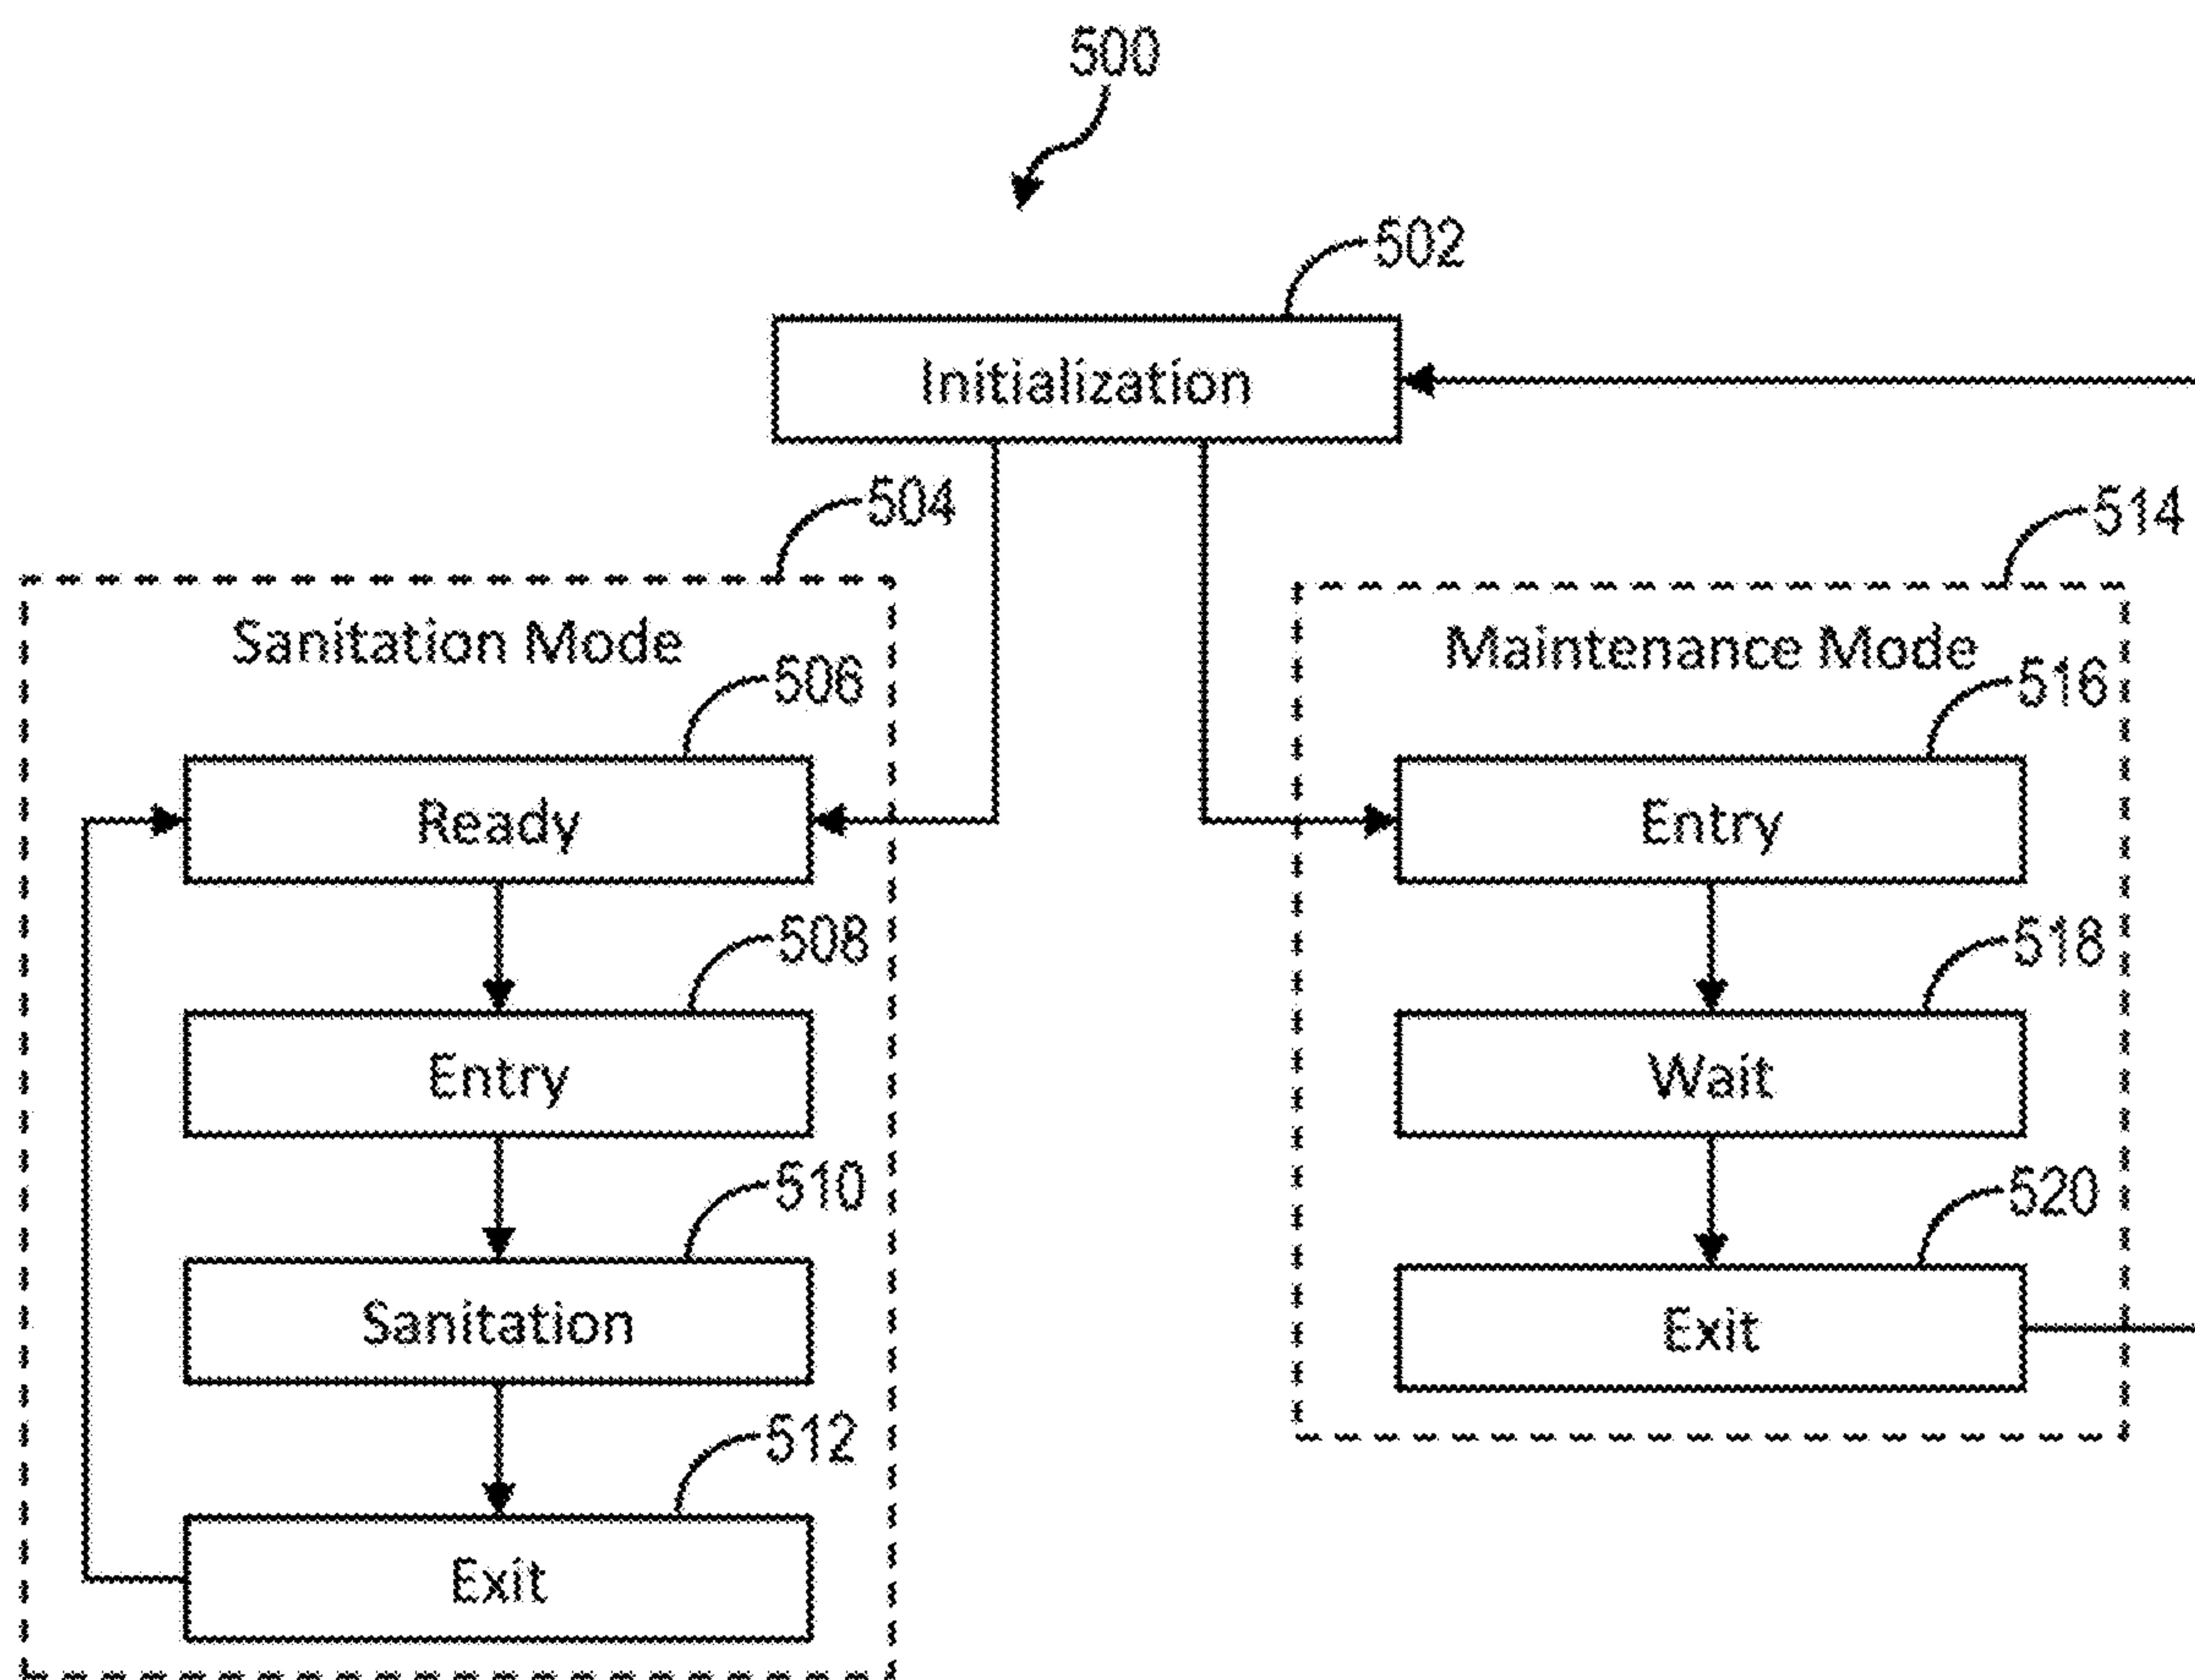 500
502
Initialization
504
514
Sanitation Mode
Maintenance Mode
506
516
Ready
Entry
508
518
Entry
Wait
510
520
Sanitation
Exit
512
Exit